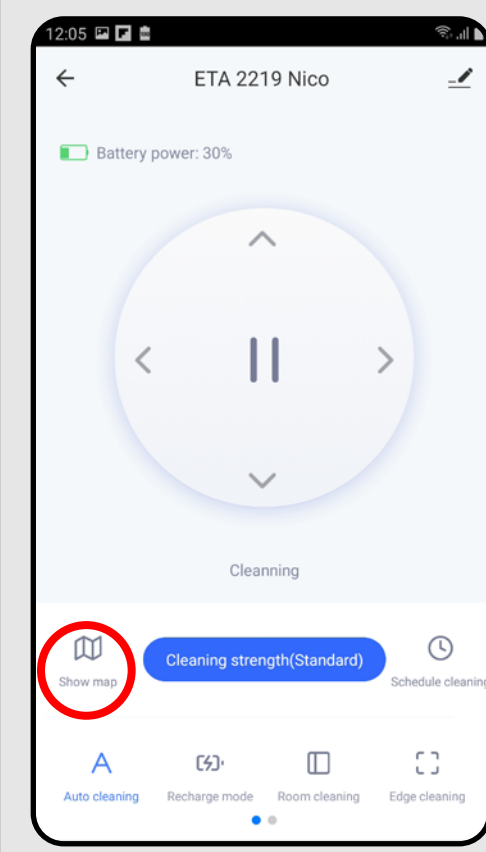 12:05
ETA 2219 Nico
Battery power: 30%
Cleanning
Cleaning strength(Standard)
Show map
Schedule cleaning
Auto cleaning
Recharge mode
Room cleaning
Edge cleaning